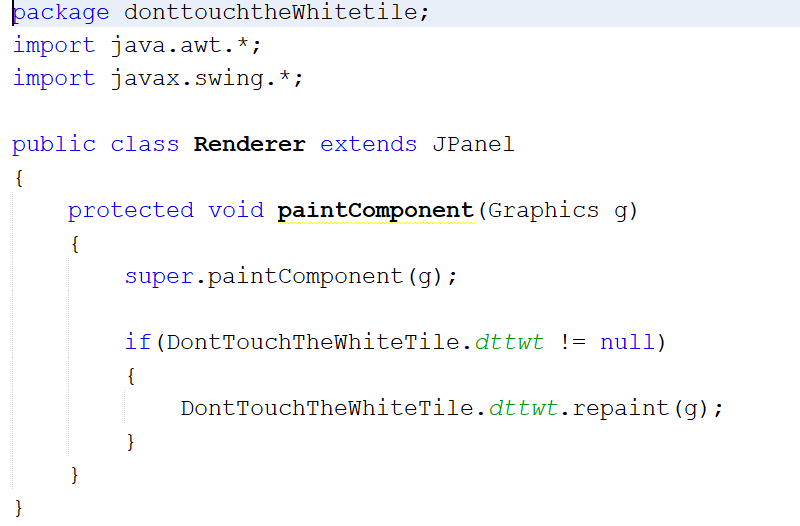 package donttouchtheWhitetile;
import java.awt.*;
import javax.swing.*;

public class Renderer extends JPanel
{
    protected void paintComponent(Graphics g)
    {
        super.paintComponent(g);

        if(DontTouchTheWhiteTile.dttwt != null)
        {
            DontTouchTheWhiteTile.dttwt.repaint(g);
        }
    }
}